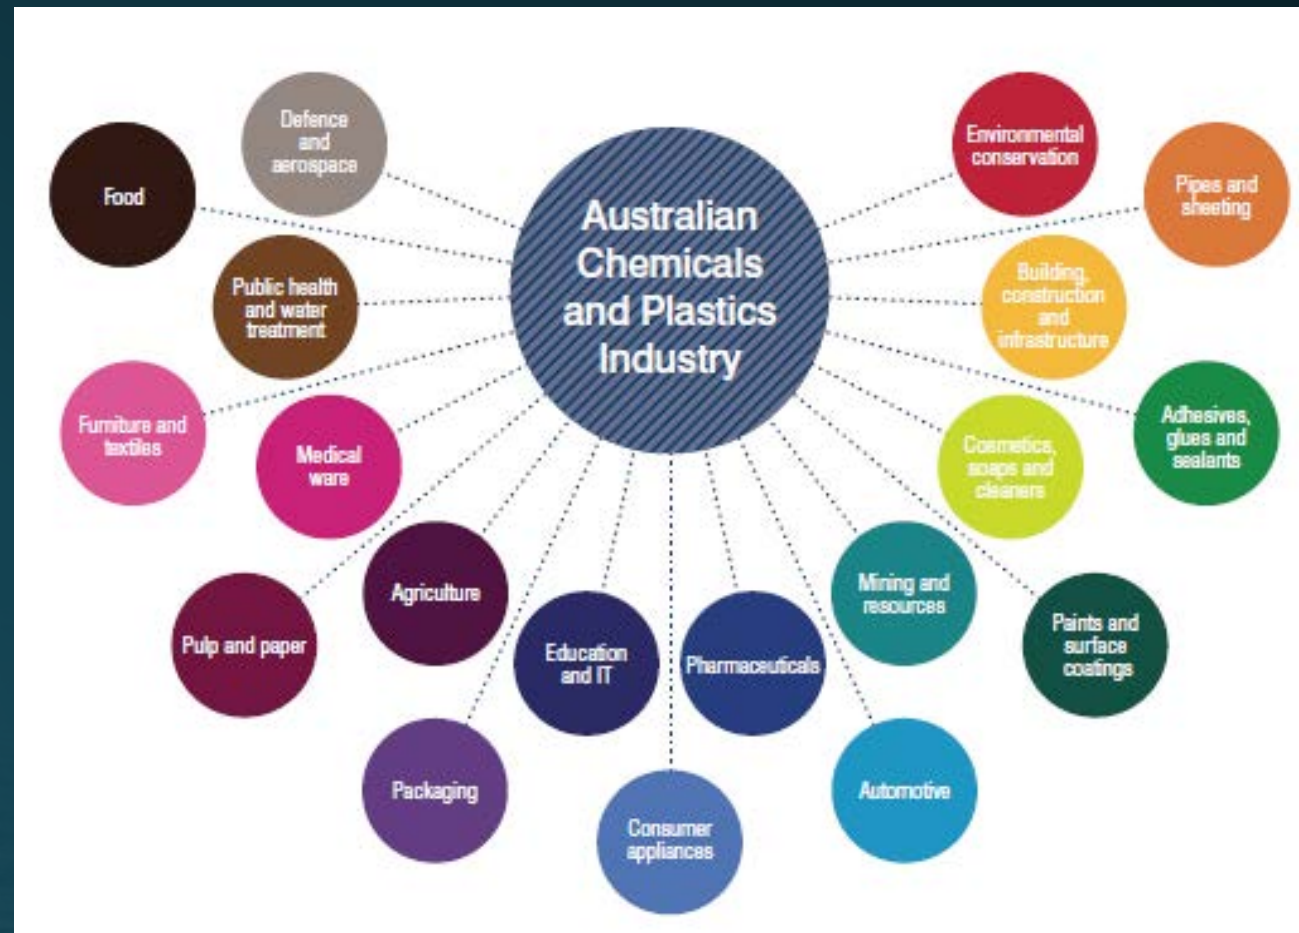 Defence
and
aerospace
Food
Public health
and water
treatment
Furniture and
textiles
Medical
ware
Pulp and paper
Agriculture
Packaging
Education
and IT
Consumer
appliances
Pharmaceuticals
Automotive
Mining and
resources
Paints and
surface
coatings
Cosmetics,
soaps and
cleaners
Adhesives,
glues and
sealants
Building,
construction
and
infrastructure
Pipes and
sheeting
Environmental
conservation
Australian
Chemicals
and Plastics
Industry